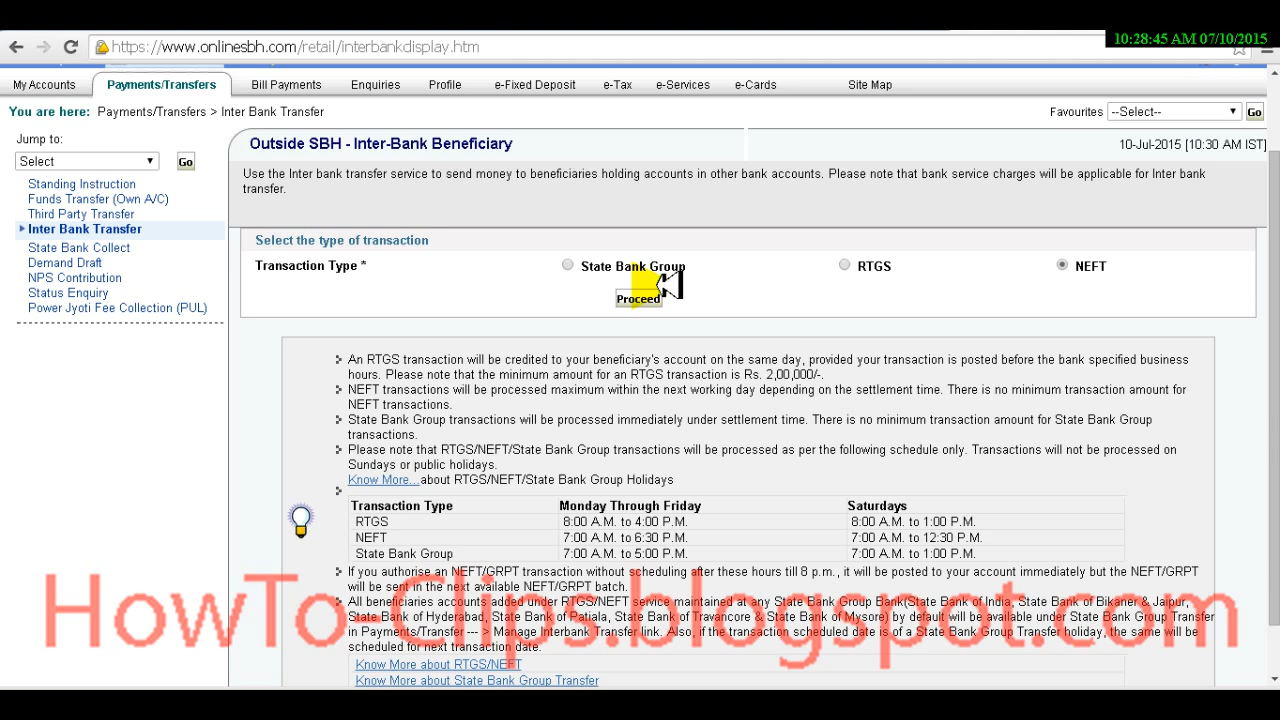 10:28:45 AM 07/10/2015
https://www.onlinesbh.com/retail/interbankdisplay.htm
My Accounts Payments/Transfers Bill Payments Enquiries Profile e-Fixed Deposit e-Tax e-Services e-Cards Site Map
You are here: Payments/Transfers > Inter Bank Transfer Favourites --Select-- Go
Jump to:
Select Go
Standing Instruction
Funds Transfer (Own A/C)
Third Party Transfer
Inter Bank Transfer
State Bank Collect
Demand Draft
NPS Contribution
Status Enquiry
Power Jyoti Fee Collection (PUL)
Outside SBH - Inter-Bank Beneficiary 10-Jul-2015 [10:30 AM IST]
Use the Inter bank transfer service to send money to beneficiaries holding accounts in other bank accounts. Please note that bank service charges will be applicable for Inter bank
transfer.
Select the type of transaction
Transaction Type * State Bank Group RTGS NEFT
Proceed
An RTGS transaction will be credited to your beneficiary's account on the same day, provided your transaction is posted before the bank specified business
hours. Please note that the minimum amount for an RTGS transaction is Rs. 2,00,000/-.
NEFT transactions will be processed maximum within the next working day depending on the settlement time. There is no minimum transaction amount for
NEFT transactions.
State Bank Group transactions will be processed immediately under settlement time. There is no minimum transaction amount for State Bank Group
transactions.
Please note that RTGS/NEFT/State Bank Group transactions will be processed as per the following schedule only. Transactions will not be processed on
Sundays or public holidays.
Know More... about RTGS/NEFT/State Bank Group Holidays
Transaction Type Monday Through Friday Saturdays
RTGS 8:00 A.M. to 4:00 P.M. 8:00 A.M. to 1:00 P.M.
NEFT 7:00 A.M. to 6:30 P.M. 7:00 A.M. to 12:30 P.M.
State Bank Group 7:00 A.M. to 5:00 P.M. 7:00 A.M. to 1:00 P.M.
If you authorise an NEFT/GRPT transaction without scheduling after these hours till 8 p.m., it will be posted to your account immediately but the NEFT/GRPT
will be sent in the next available NEFT/GRPT batch.
All beneficiaries accounts added under RTGS/NEFT service maintained at any State Bank Group Bank(State Bank of India, State Bank of Bikaner & Jaipur,
State Bank of Hyderabad, State Bank of Patiala, State Bank of Travancore & State Bank of Mysore) by default will be available under State Bank Group Transfer
in Payments/Transfer --- > Manage Interbank Transfer link. Also, if the transaction scheduled date is of a State Bank Group Transfer holiday, the same will be
scheduled for next transaction date.
Know More about RTGS/NEFT
Know More about State Bank Group Transfer
HowTo-Clips.blogspot.com